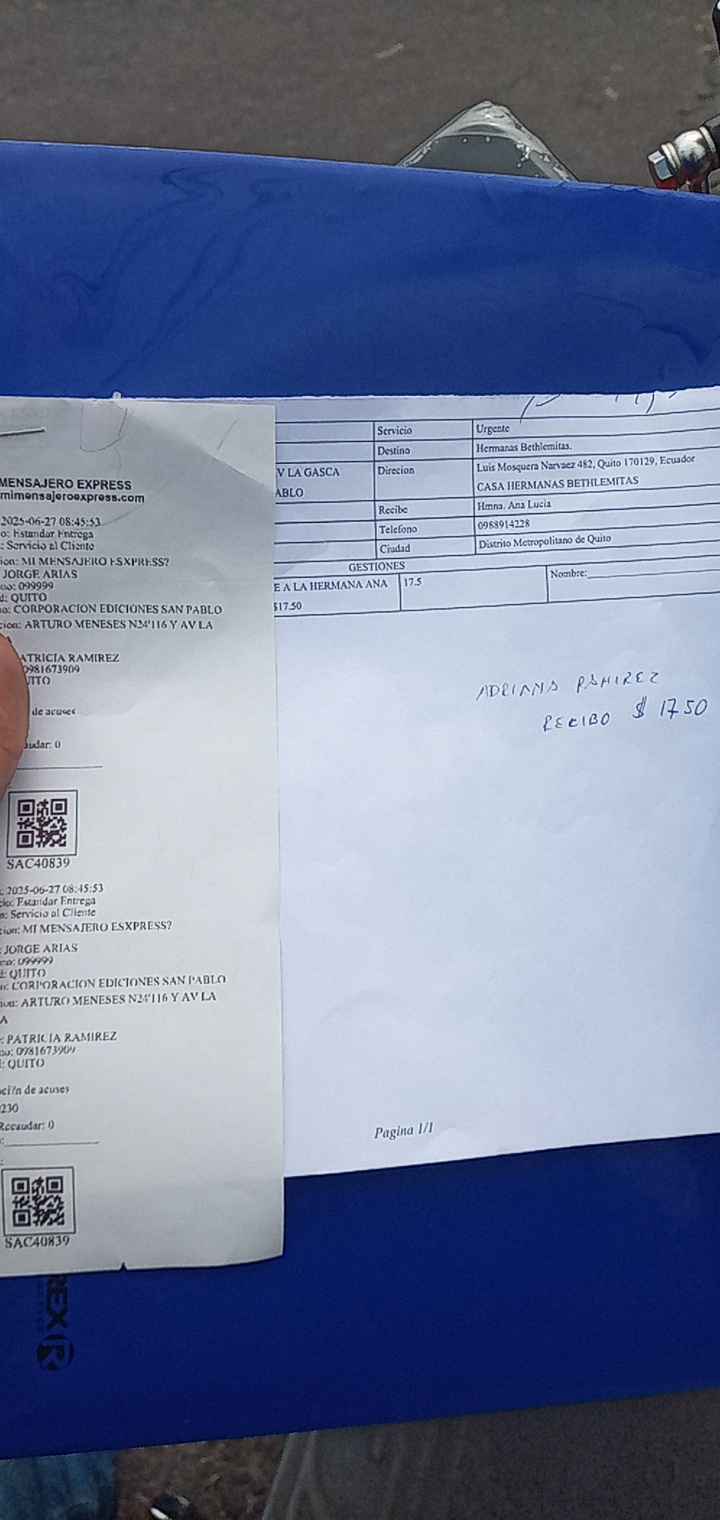 MENSAJERO EXPRESS
mimensajeroexpress.com
2025-06-27 08:45:53
o: Estandar Entrega
: Servicio al Cliente
ion: MI MENSAJERO ESXPRESS?
JORGE ARIAS
no: 099999
d: QUITO
no: CORPORACION EDICIONES SAN PABLO
cion: ARTURO MENESES N24'116 Y AV LA
ATRICIA RAMIREZ
0981673909
UITO
de acuses
audar: 0
SAC40839
: 2025-06-27 08:45:53
cio: Estandar Entrega
n: Servicio al Cliente
cion: MI MENSAJERO ESXPRESS?
: JORGE ARIAS
no: 099999
d: QUITO
o: CORPORACION EDICIONES SAN PABLO
ion: ARTURO MENESES N24'116 Y AV LA
A
: PATRICIA RAMIREZ
no: 0981673909
: QUITO
aci?n de acuses
230
Recaudar: 0
SAC40839
Servicio Urgente
Destino Hermanas Bethlemitas.
V LA GASCA Direcion Luis Mosquera Narvaez 482, Quito 170129, Ecuador
ABLO CASA HERMANAS BETHLEMITAS
Recibe Hmna. Ana Lucia
Telefono 0988914228
Ciudad Distrito Metropolitano de Quito
GESTIONES
E A LA HERMANA ANA 17.5 Nombre:
$17.50
ADRIANA RAMIREZ
RECIBO $ 17.50
Pagina 1/1
REX